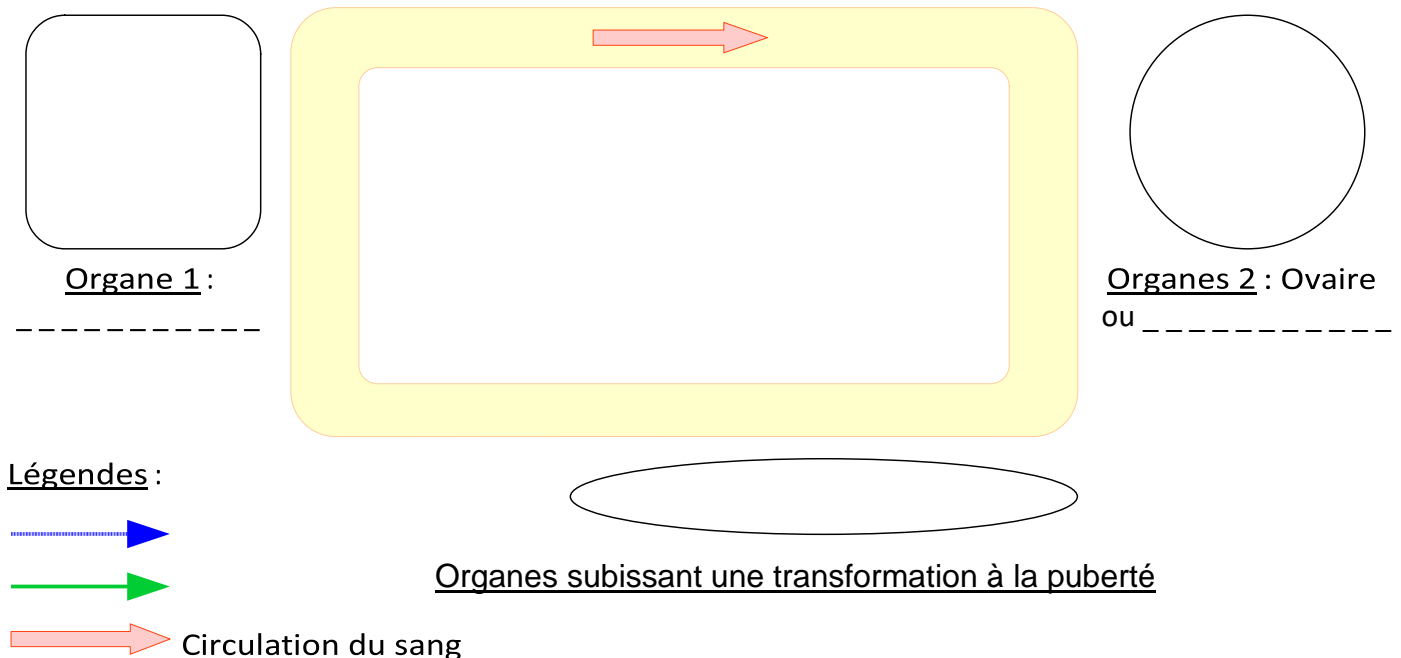 Organe 1 :
_ _ _ _ _ _ _ _ _ _ _
Organes 2 : Ovaire
ou _ _ _ _ _ _ _ _ _ _ _
Légendes :
Organes subissant une transformation à la puberté
Circulation du sang